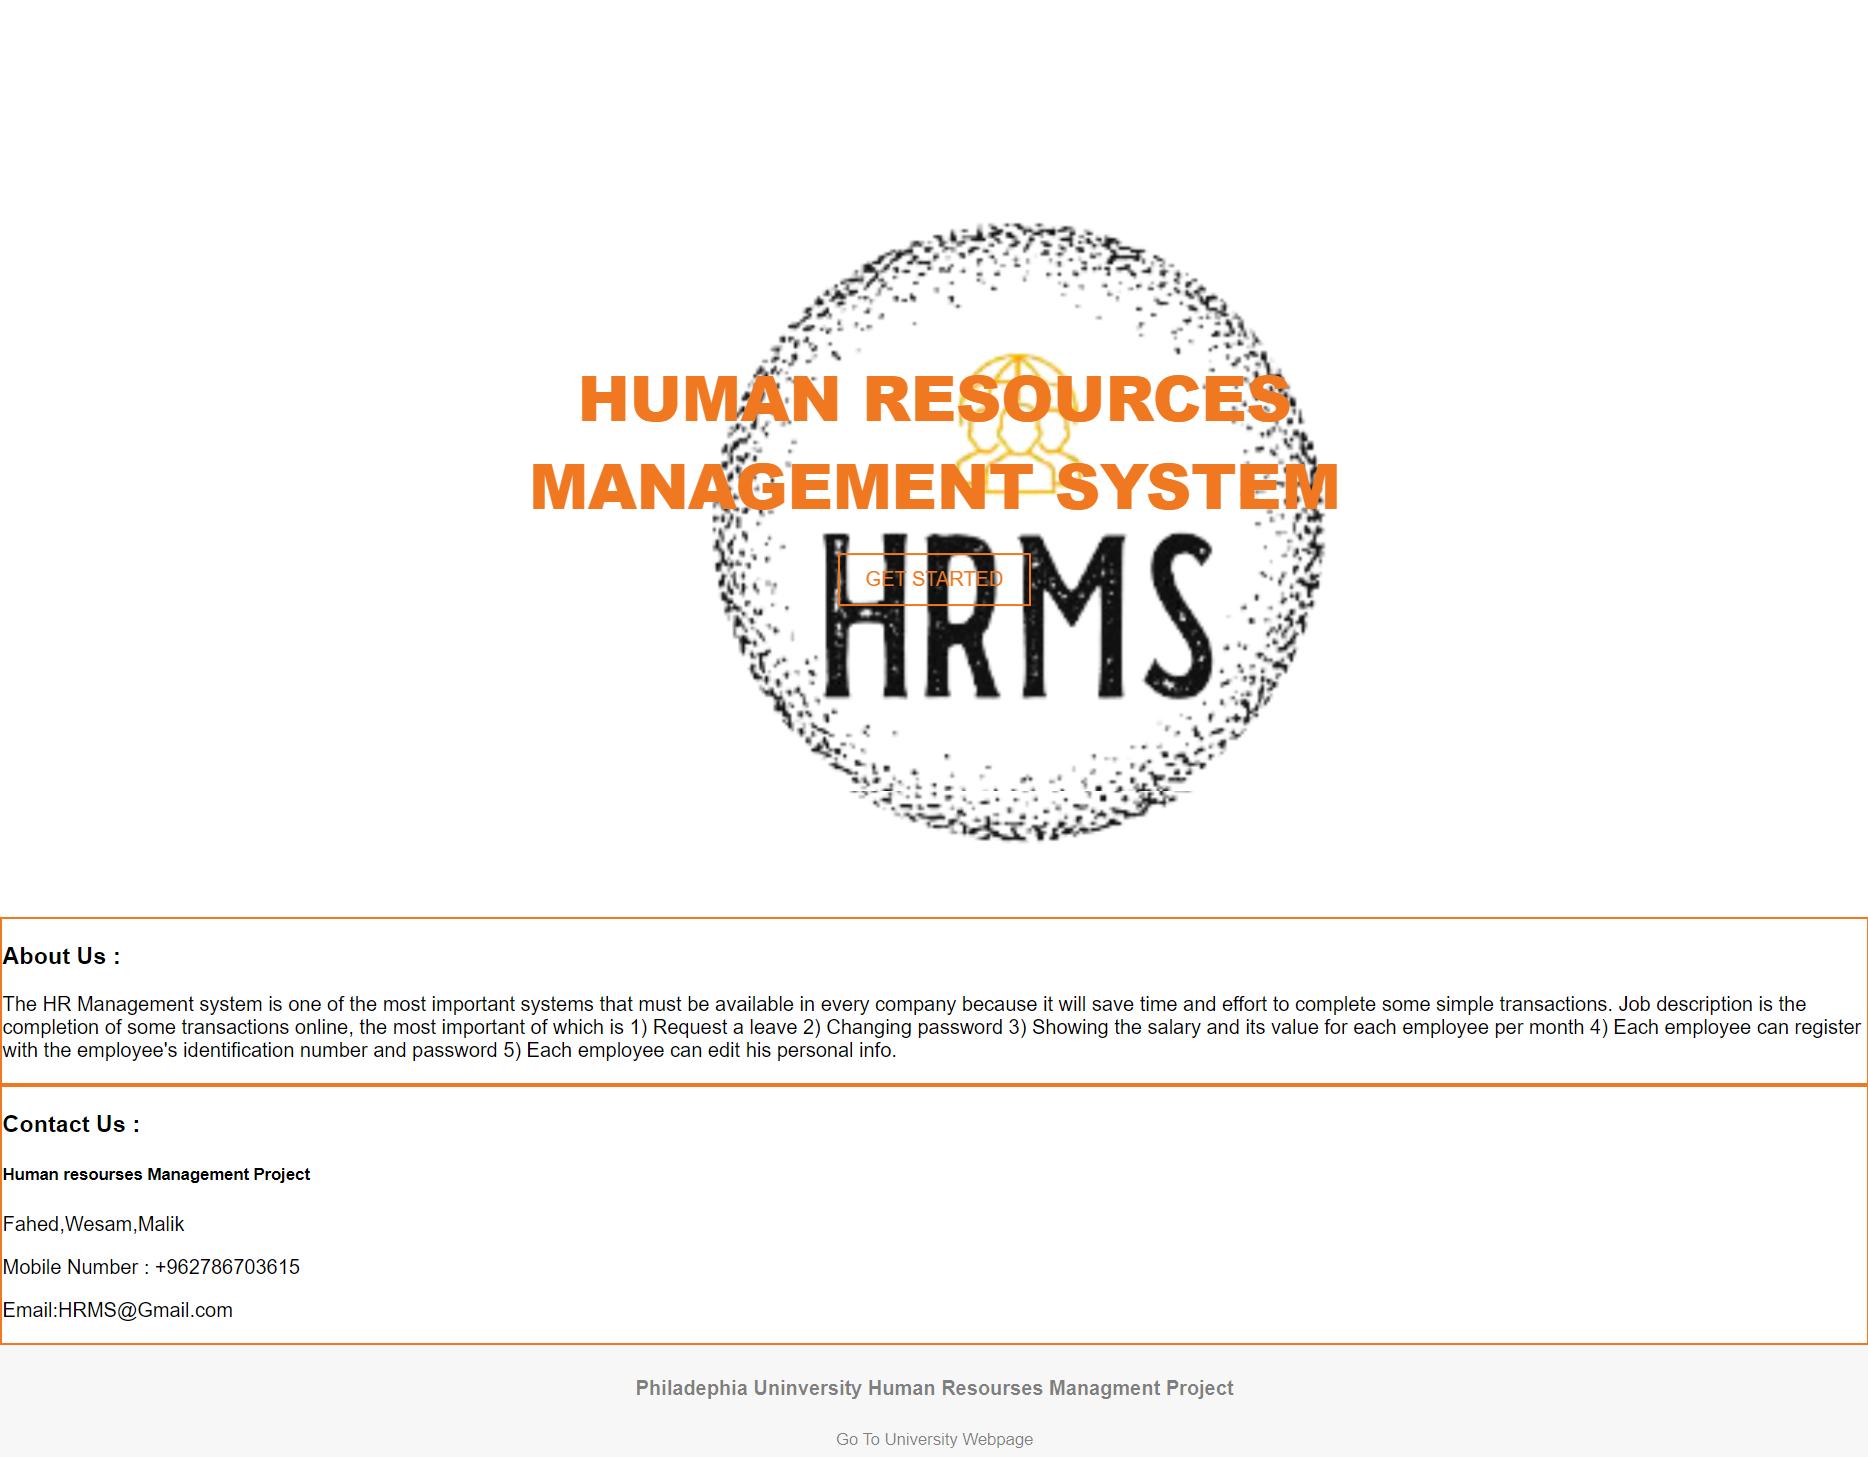 HUMAN RESOURCES
MANAGEMENT SYSTEM
HRMS
GET STARTED
About Us :
The HR Management system is one of the most important systems that must be available in every company because it will save time and effort to complete some simple transactions. Job description is the
completion of some transactions online, the most important of which is 1) Request a leave 2) Changing password 3) Showing the salary and its value for each employee per month 4) Each employee can register
with the employee's identification number and password 5) Each employee can edit his personal info.
Contact Us :
Human resourses Management Project
Fahed,Wesam,Malik
Mobile Number : +962786703615
Email:HRMS@Gmail.com
Philadephia Uninversity Human Resourses Managment Project
Go To University Webpage